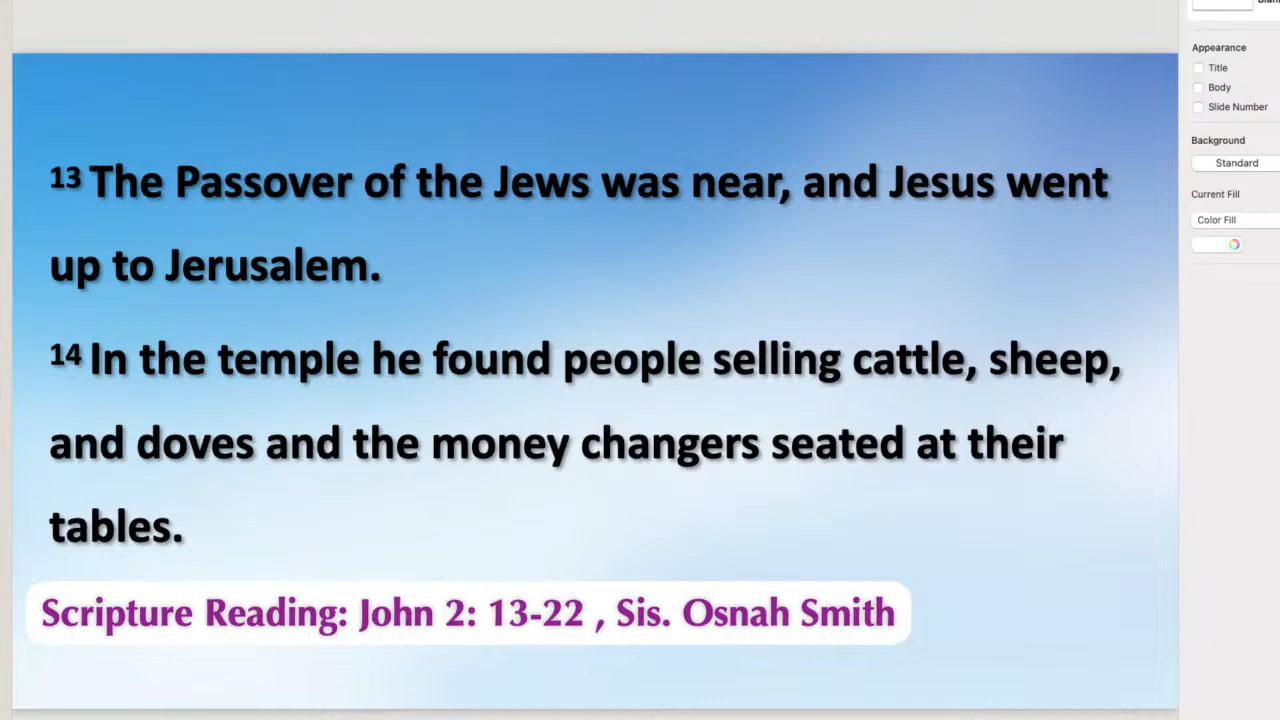 Appearance
Title
Body
Slide Number
Background
Standard
Current Fill
Color Fill
13 The Passover of the Jews was near, and Jesus went
up to Jerusalem.
14 In the temple he found people selling cattle, sheep,
and doves and the money changers seated at their
tables.
Scripture Reading: John 2: 13-22 , Sis. Osnah Smith